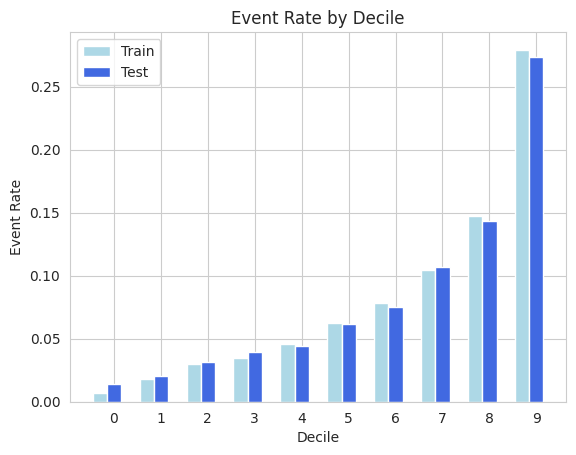 Event Rate by Decile
Train
Test
Event Rate
0.25
0.20
0.15
0.10
0.05
0.00
0 1 2 3 4 5 6 7 8 9
Decile